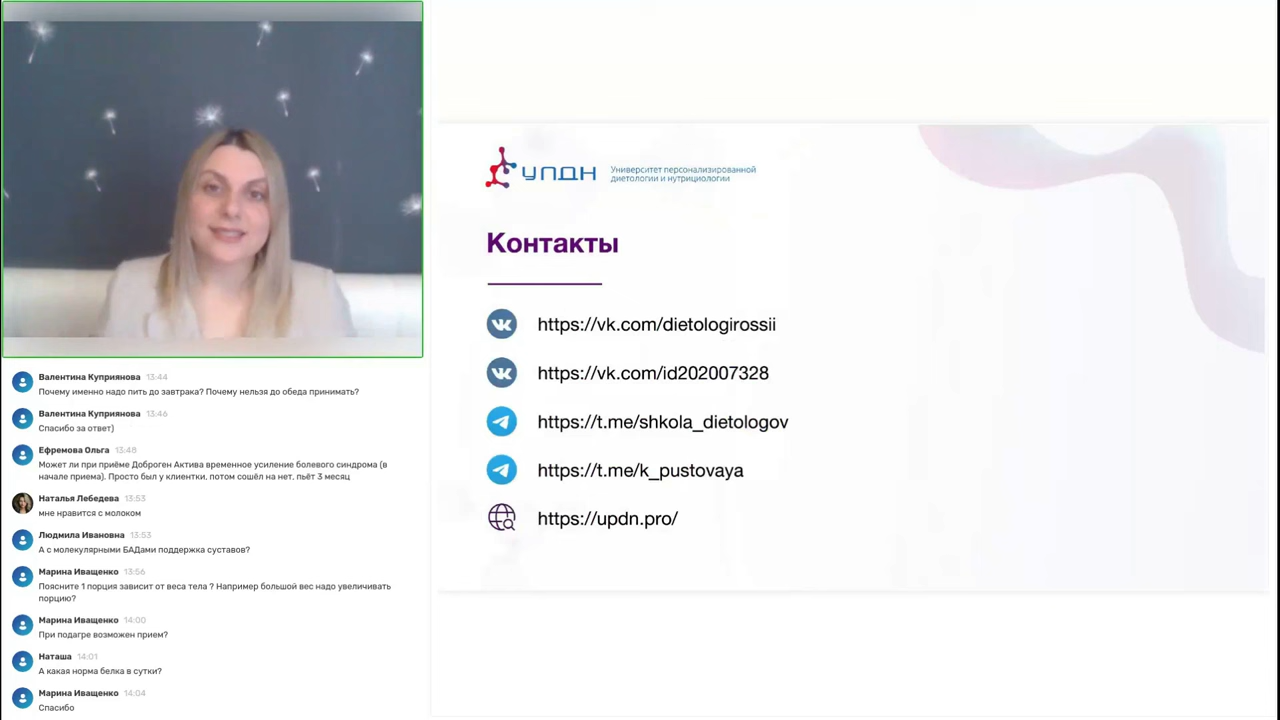 Валентина Куприянова 13:44
Почему именно надо пить до завтрака? Почему нельзя до обеда принимать?
Валентина Куприянова 13:46
Спасибо за ответ)
Ефремова Ольга 13:48
Может ли при приёме Доброген Актива временное усиление болевого синдрома (в
начале приема). Просто был у клиентки, потом сошёл на нет, пьёт 3 месяц
Наталья Лебедева 13:53
мне нравится с молоком
Людмила Ивановна 13:53
А с молекулярными БАДами поддержка суставов?
Марина Иващенко 13:56
Поясните 1 порция зависит от веса тела ? Например большой вес надо увеличивать
порцию?
Марина Иващенко 14:00
При подагре возможен прием?
Наташа 14:01
А какая норма белка в сутки?
Марина Иващенко 14:04
Спасибо
УПДН
Университет персонализированной
диетологии и нутрициологии
Контакты
https://vk.com/dietologirossii
https://vk.com/id202007328
https://t.me/shkola_dietologov
https://t.me/k_pustovaya
https://updn.pro/